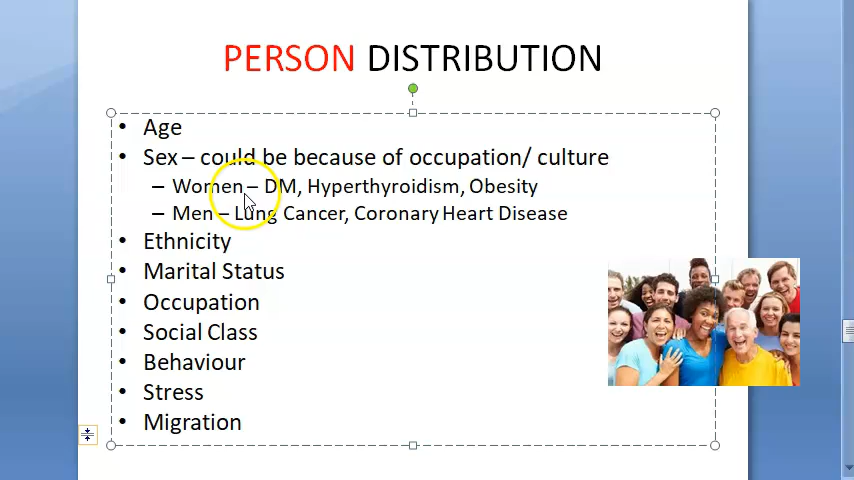 PERSON DISTRIBUTION
• Age
• Sex – could be because of occupation/ culture
– Women – DM, Hyperthyroidism, Obesity
– Men – Lung Cancer, Coronary Heart Disease
• Ethnicity
• Marital Status
• Occupation
• Social Class
• Behaviour
• Stress
• Migration